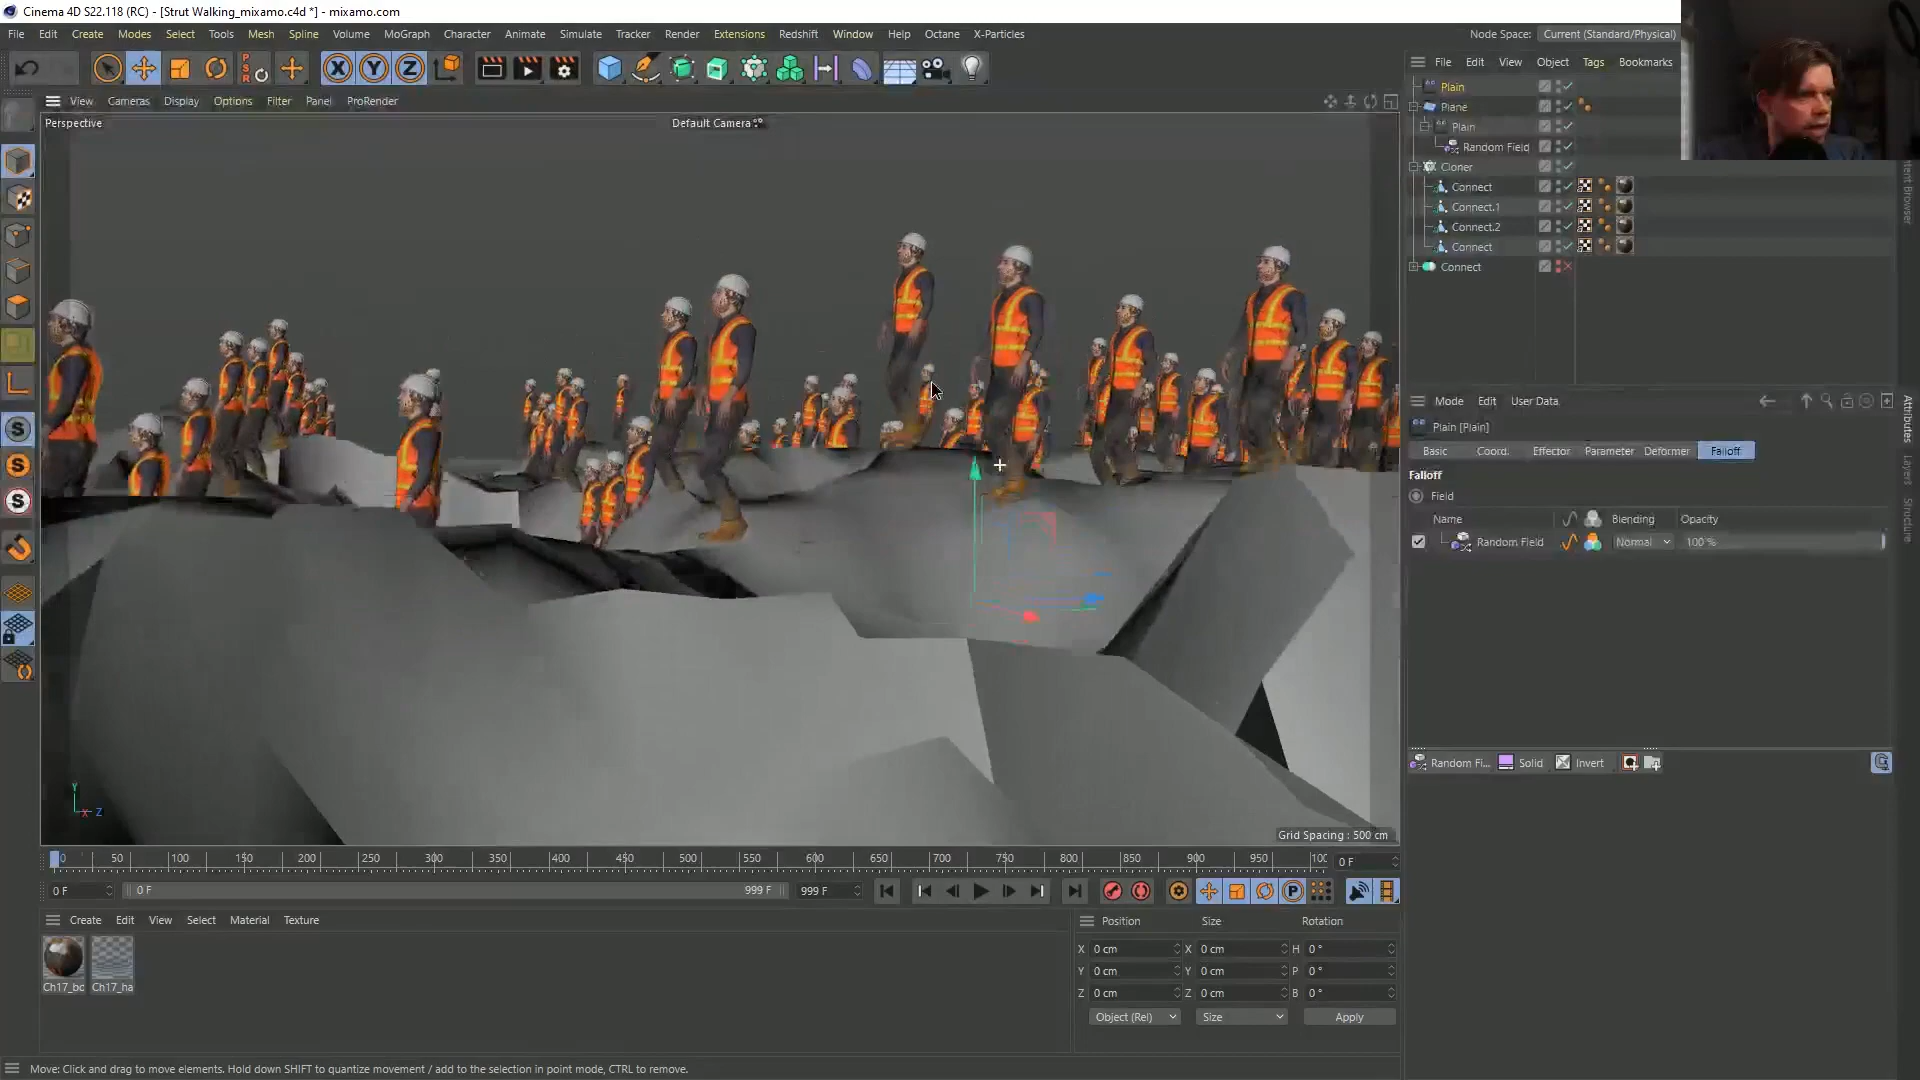 Cinema 4D S22.118 (RC) - [Strut Walking_mixamo.c4d *] - mixamo.com
File Edit Create Modes Select Tools Mesh Spline Volume MoGraph Character Animate Simulate Tracker Render Extensions Redshift Window Help Octane X-Particles Node Space: Current (Standard/Physical)
File Edit View Object Tags Bookmarks
View Cameras Display Options Filter Panel ProRender
Perspective Default Camera
Plain
Plane
Plain
Random Field
Cloner
Connect
Connect.1
Connect.2
Connect
Connect
Content Browser
Mode Edit User Data
Plain [Plain]
Basic Coord. Effector Parameter Deformer Falloff
Falloff
Field
Name Blending Opacity
Random Field Normal 100 %
Attributes
Layers
Structure
Random Fi... Solid Invert
Y
X Z
Grid Spacing : 500 cm
0 50 100 150 200 250 300 350 400 450 500 550 600 650 700 750 800 850 900 950 100 0 F
0 F 0 F 999 F 999 F
Create Edit View Select Material Texture
Ch17_bo Ch17_ha
Position Size Rotation
X 0 cm X 0 cm H 0 °
Y 0 cm Y 0 cm P 0 °
Z 0 cm Z 0 cm B 0 °
Object (Rel) Size Apply
Move: Click and drag to move elements. Hold down SHIFT to quantize movement / add to the selection in point mode, CTRL to remove.